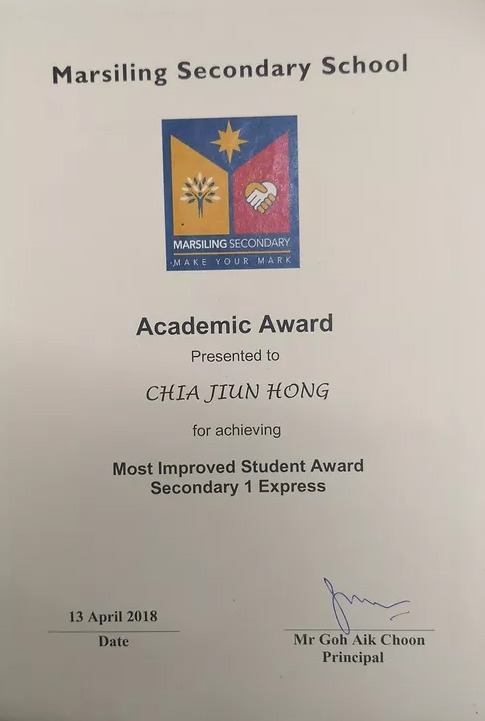 Marsiling Secondary School
MARSILING SECONDARY
MAKE YOUR MARK
Academic Award
Presented to
CHIA JIUN HONG
for achieving
Most Improved Student Award
Secondary 1 Express
13 April 2018
Date
Mr Goh Aik Choon
Principal